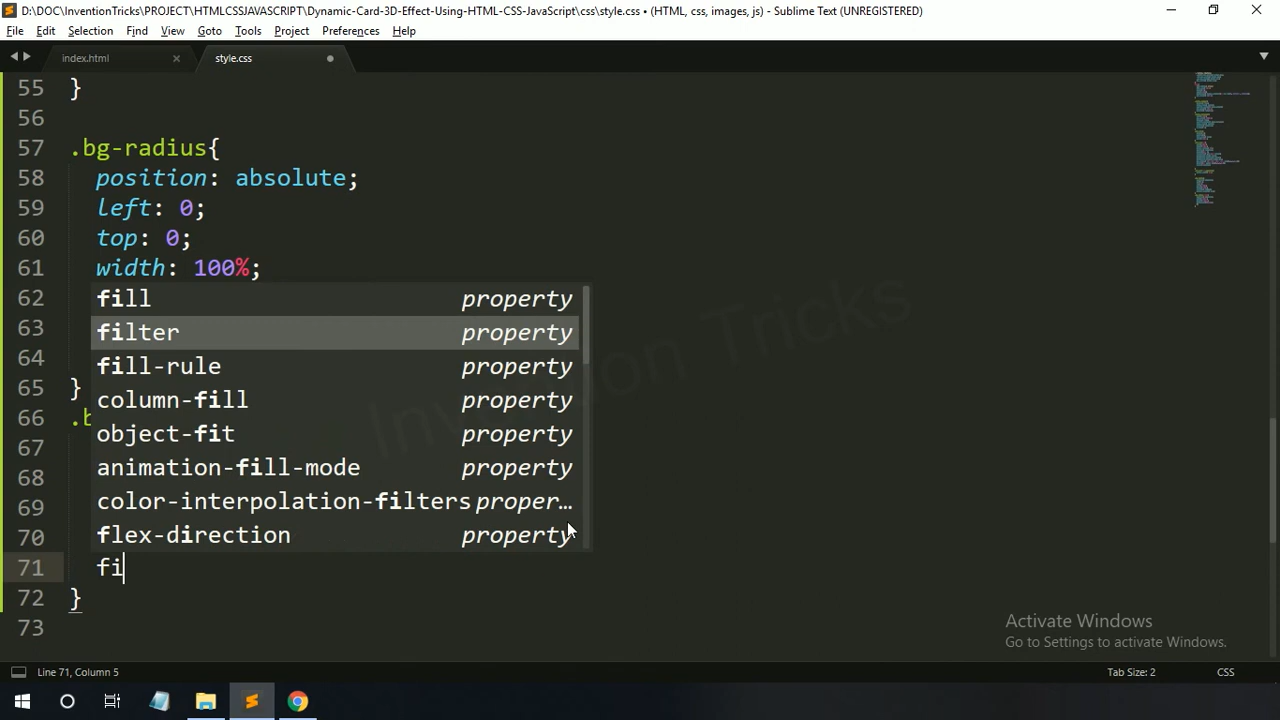 D:\DOC\InventionTricks\PROJECT\HTMLCSSJAVASCRIPT\Dynamic-Card-3D-Effect-Using-HTML-CSS-JavaScript\css\style.css • (HTML, css, images, js) - Sublime Text (UNREGISTERED)
File Edit Selection Find View Goto Tools Project Preferences Help
index.html style.css
55 }
56
57 .bg-radius{
58 position: absolute;
59 left: 0;
60 top: 0;
61 width: 100%;
62 fill property
63 filter property
64 fill-rule property
65 } column-fill property
66 .b object-fit property
67 animation-fill-mode property
68
69 color-interpolation-filters proper…
70 flex-direction property
71 fi
72 }
73
Invention Tricks
Activate Windows
Go to Settings to activate Windows.
Line 71, Column 5 Tab Size: 2 CSS